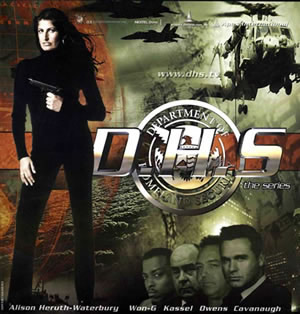 www.dhs.tv
DEPARTMENT OF
D.H.S
HOMELAND SECURITY
the series
Alison Heruth-Waterbury Won-G Kassel Owens Cavanaugh